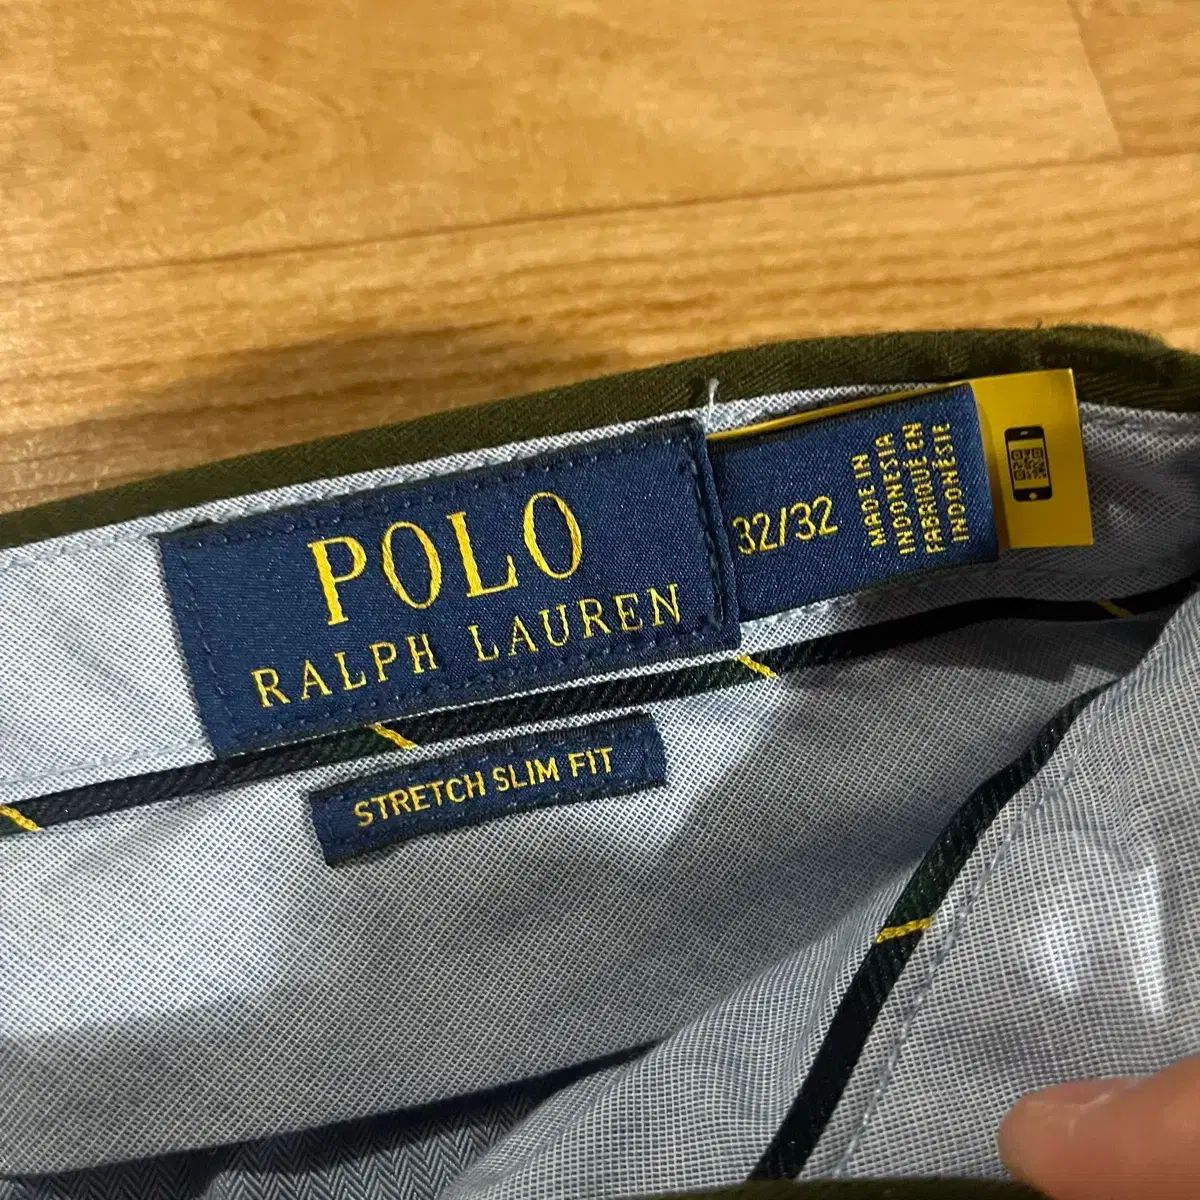 POLO
RALPH LAUREN
32/32
MADE IN
INDONESIA
FABRIQUÉ EN
INDONÉSIE
STRETCH SLIM FIT